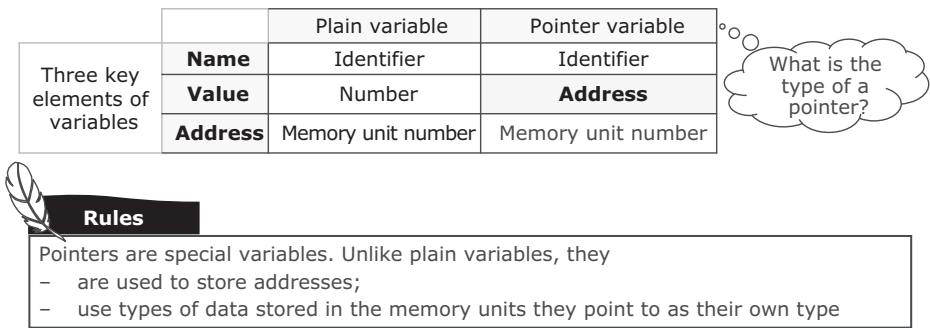 Plain variable Pointer variable
Three key elements of variables
Name Identifier Identifier
Value Number Address
Address Memory unit number Memory unit number
What is the
type of a
pointer?
Rules
Pointers are special variables. Unlike plain variables, they
– are used to store addresses;
– use types of data stored in the memory units they point to as their own type